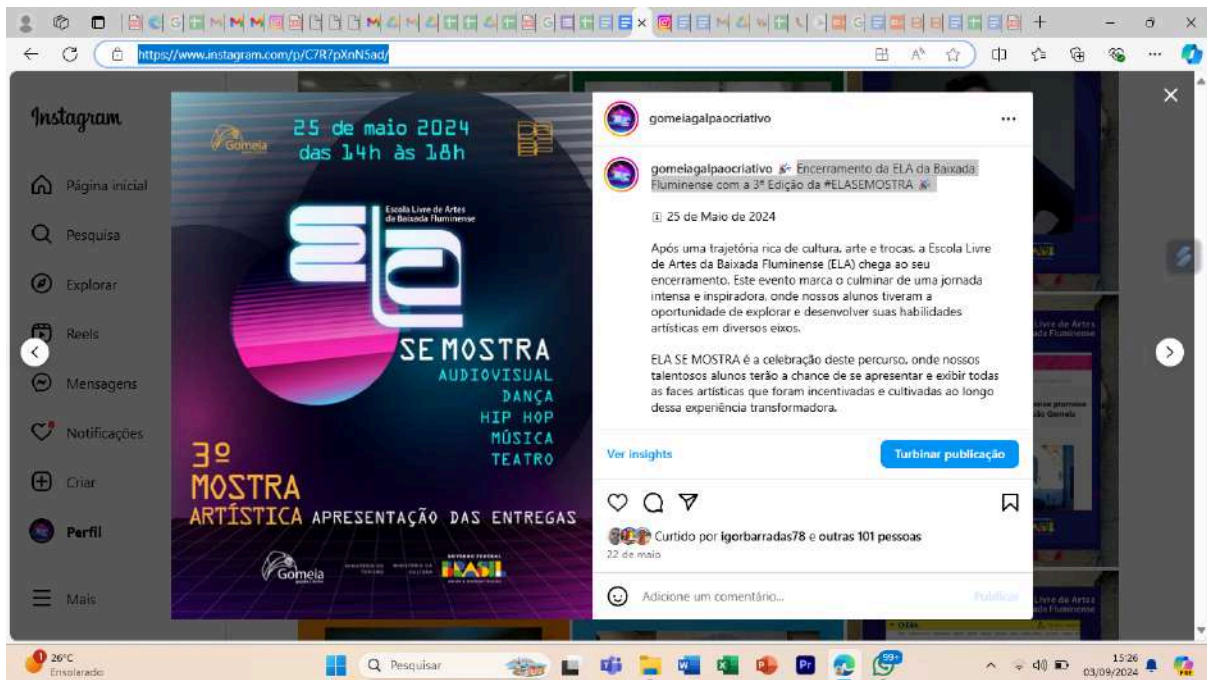 https://www.instagram.com/p/C7R7pXnN5ad/
Instagram
Página inicial
Pesquisa
Explorar
Reels
Mensagens
Notificações
Criar
Perfil
Mais
Gomeia
25 de maio 2024
das 14h às 18h
Escola Livre de Artes
da Baixada Fluminense
ela
SE MOSTRA
AUDIOVISUAL
DANÇA
HIP HOP
MÚSICA
TEATRO
3º
MOSTRA
ARTÍSTICA APRESENTAÇÃO DAS ENTREGAS
Gomeia
MINISTÉRIO DA
CULTURA
GOVERNO FEDERAL
BRASIL
gomeiagalpaocriativo
gomeiagalpaocriativo 🎉 Encerramento da ELA da Baixada
Fluminense com a 3ª Edição da #ELASEMOSTRA 🎉
🗓 25 de Maio de 2024
Após uma trajetória rica de cultura, arte e trocas, a Escola Livre
de Artes da Baixada Fluminense (ELA) chega ao seu
encerramento. Este evento marca o culminar de uma jornada
intensa e inspiradora, onde nossos alunos tiveram a
oportunidade de explorar e desenvolver suas habilidades
artísticas em diversos eixos.
ELA SE MOSTRA é a celebração deste percurso, onde nossos
talentosos alunos terão a chance de se apresentar e exibir todas
as faces artísticas que foram incentivadas e cultivadas ao longo
dessa experiência transformadora.
Ver insights
Turbinar publicação
Curtido por igorbarradas78 e outras 101 pessoas
22 de maio
Adicione um comentário...
Publicar
26°C
Ensolarado
Pesquisar
99+
15:26
03/09/2024